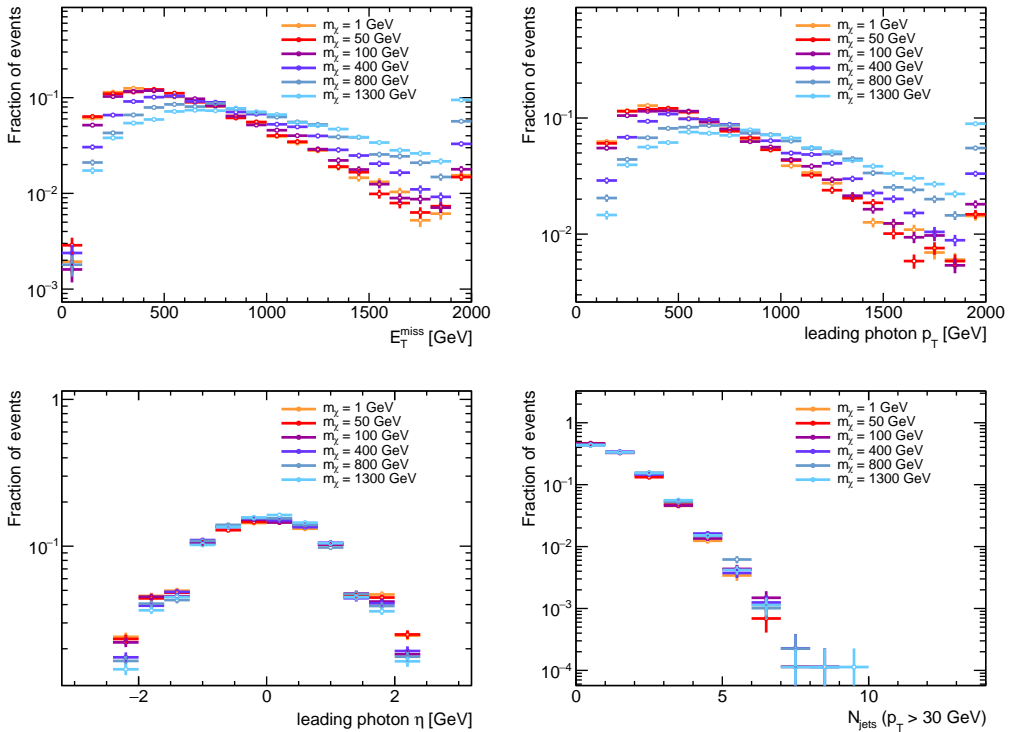 Fraction of events
10⁻¹
10⁻²
10⁻³
0 500 1000 1500 2000
E_T^miss [GeV]
m_χ = 1 GeV
m_χ = 50 GeV
m_χ = 100 GeV
m_χ = 400 GeV
m_χ = 800 GeV
m_χ = 1300 GeV
Fraction of events
10⁻¹
10⁻²
0 500 1000 1500 2000
leading photon p_T [GeV]
m_χ = 1 GeV
m_χ = 50 GeV
m_χ = 100 GeV
m_χ = 400 GeV
m_χ = 800 GeV
m_χ = 1300 GeV
Fraction of events
1
10⁻¹
−2 0 2
leading photon η [GeV]
m_χ = 1 GeV
m_χ = 50 GeV
m_χ = 100 GeV
m_χ = 400 GeV
m_χ = 800 GeV
m_χ = 1300 GeV
Fraction of events
1
10⁻¹
10⁻²
10⁻³
10⁻⁴
0 5 10
N_jets (p_T > 30 GeV)
m_χ = 1 GeV
m_χ = 50 GeV
m_χ = 100 GeV
m_χ = 400 GeV
m_χ = 800 GeV
m_χ = 1300 GeV